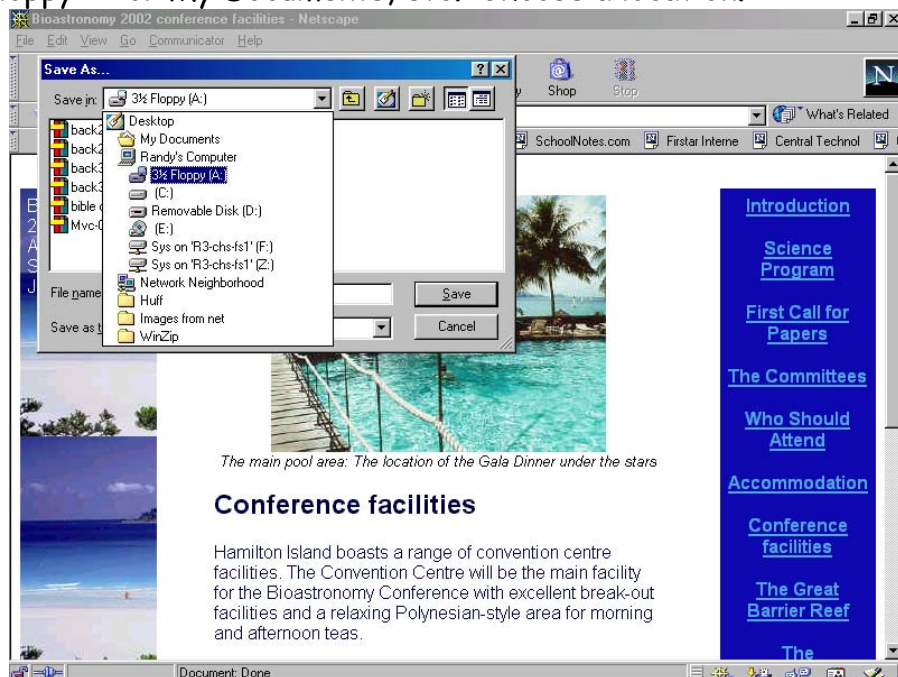 Bioastronomy 2002 conference facilities - Netscape
File Edit View Go Communicator Help
Save As...
Save in: 3½ Floppy (A:)
Shop Stop
Desktop
My Documents
Randy's Computer
3½ Floppy (A:
(C:)
Removable Disk (D:)
(E:)
Sys on 'R3-chs-fs1' (F:)
Sys on 'R3-chs-fs1' (Z:)
Network Neighborhood
Huff
Images from net
WinZip
File name
Save
Save as
Cancel
What's Related
SchoolNotes.com Firstar Interne Central Technol
Introduction
Science
Program
First Call for
Papers
The Committees
Who Should
Attend
Accommodation
Conference
facilities
The Great
Barrier Reef
The
The main pool area: The location of the Gala Dinner under the stars
Conference facilities
Hamilton Island boasts a range of convention centre
facilities. The Convention Centre will be the main facility
for the Bioastronomy Conference with excellent break-out
facilities and a relaxing Polynesian-style area for morning
and afternoon teas.
Document: Done